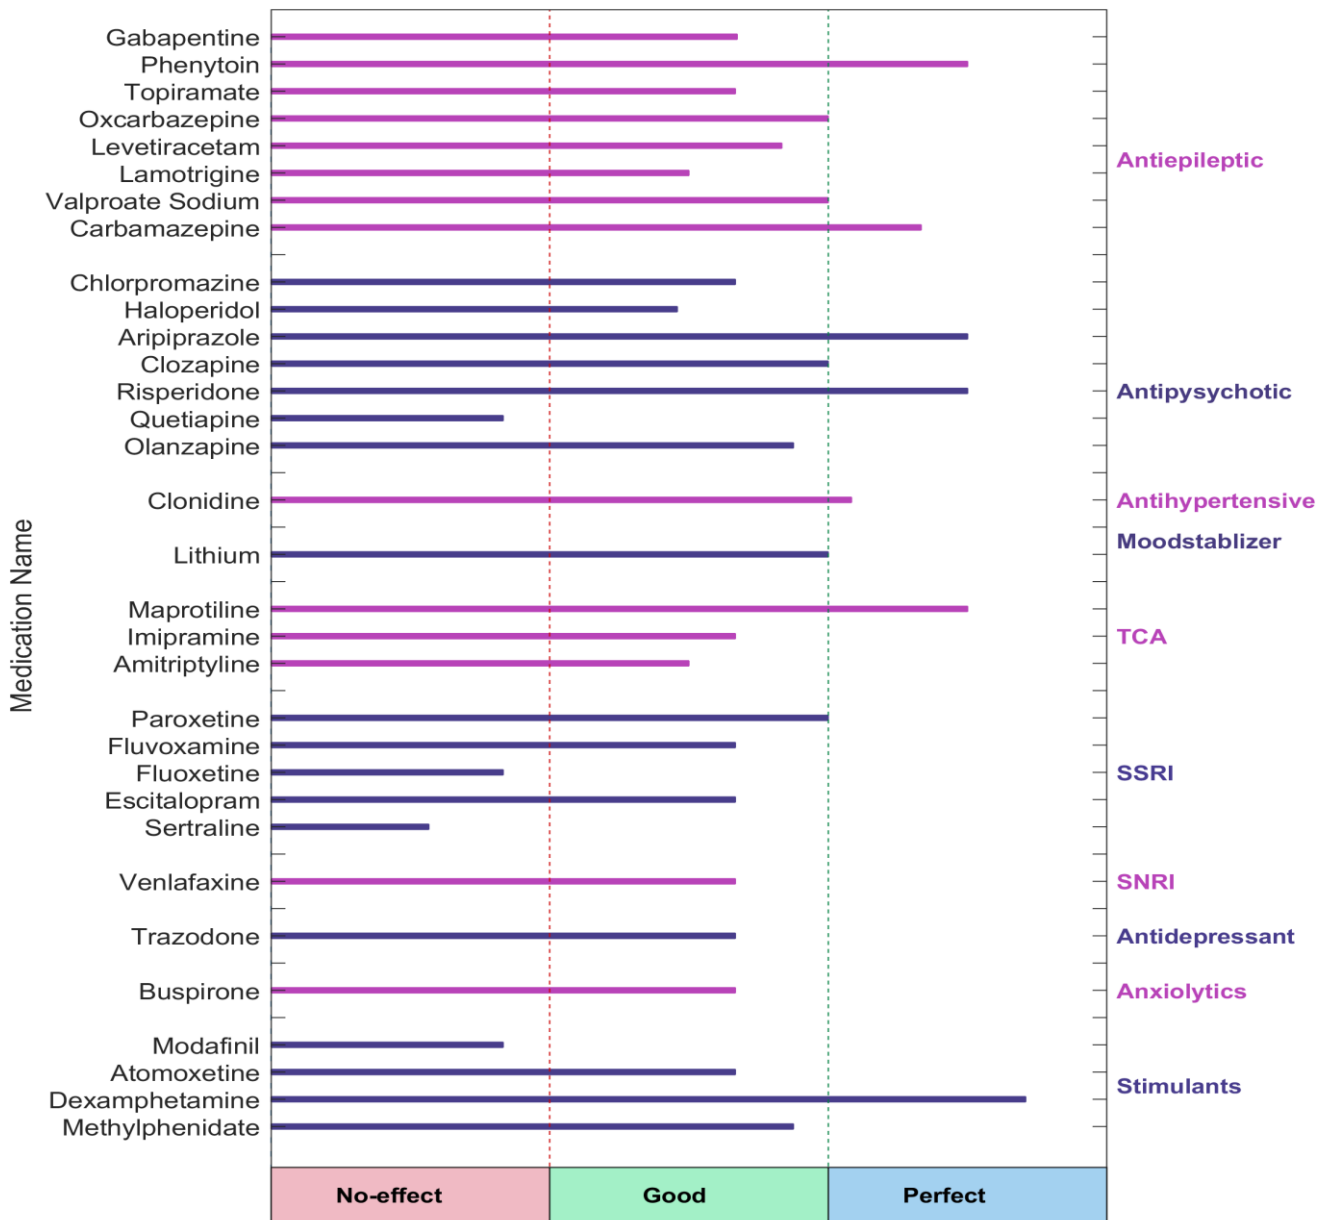 Gabapentine
Phenytoin
Topiramate
Oxcarbazepine
Levetiracetam
Lamotrigine
Valproate Sodium
Carbamazepine
Antiepileptic
Chlorpromazine
Haloperidol
Aripiprazole
Clozapine
Risperidone
Quetiapine
Olanzapine
Antipysychotic
Clonidine
Antihypertensive
Lithium
Moodstablizer
Maprotiline
Imipramine
Amitriptyline
TCA
Paroxetine
Fluvoxamine
Fluoxetine
Escitalopram
Sertraline
SSRI
Venlafaxine
SNRI
Trazodone
Antidepressant
Buspirone
Anxiolytics
Modafinil
Atomoxetine
Dexamphetamine
Methylphenidate
Stimulants
Medication Name
No-effect
Good
Perfect